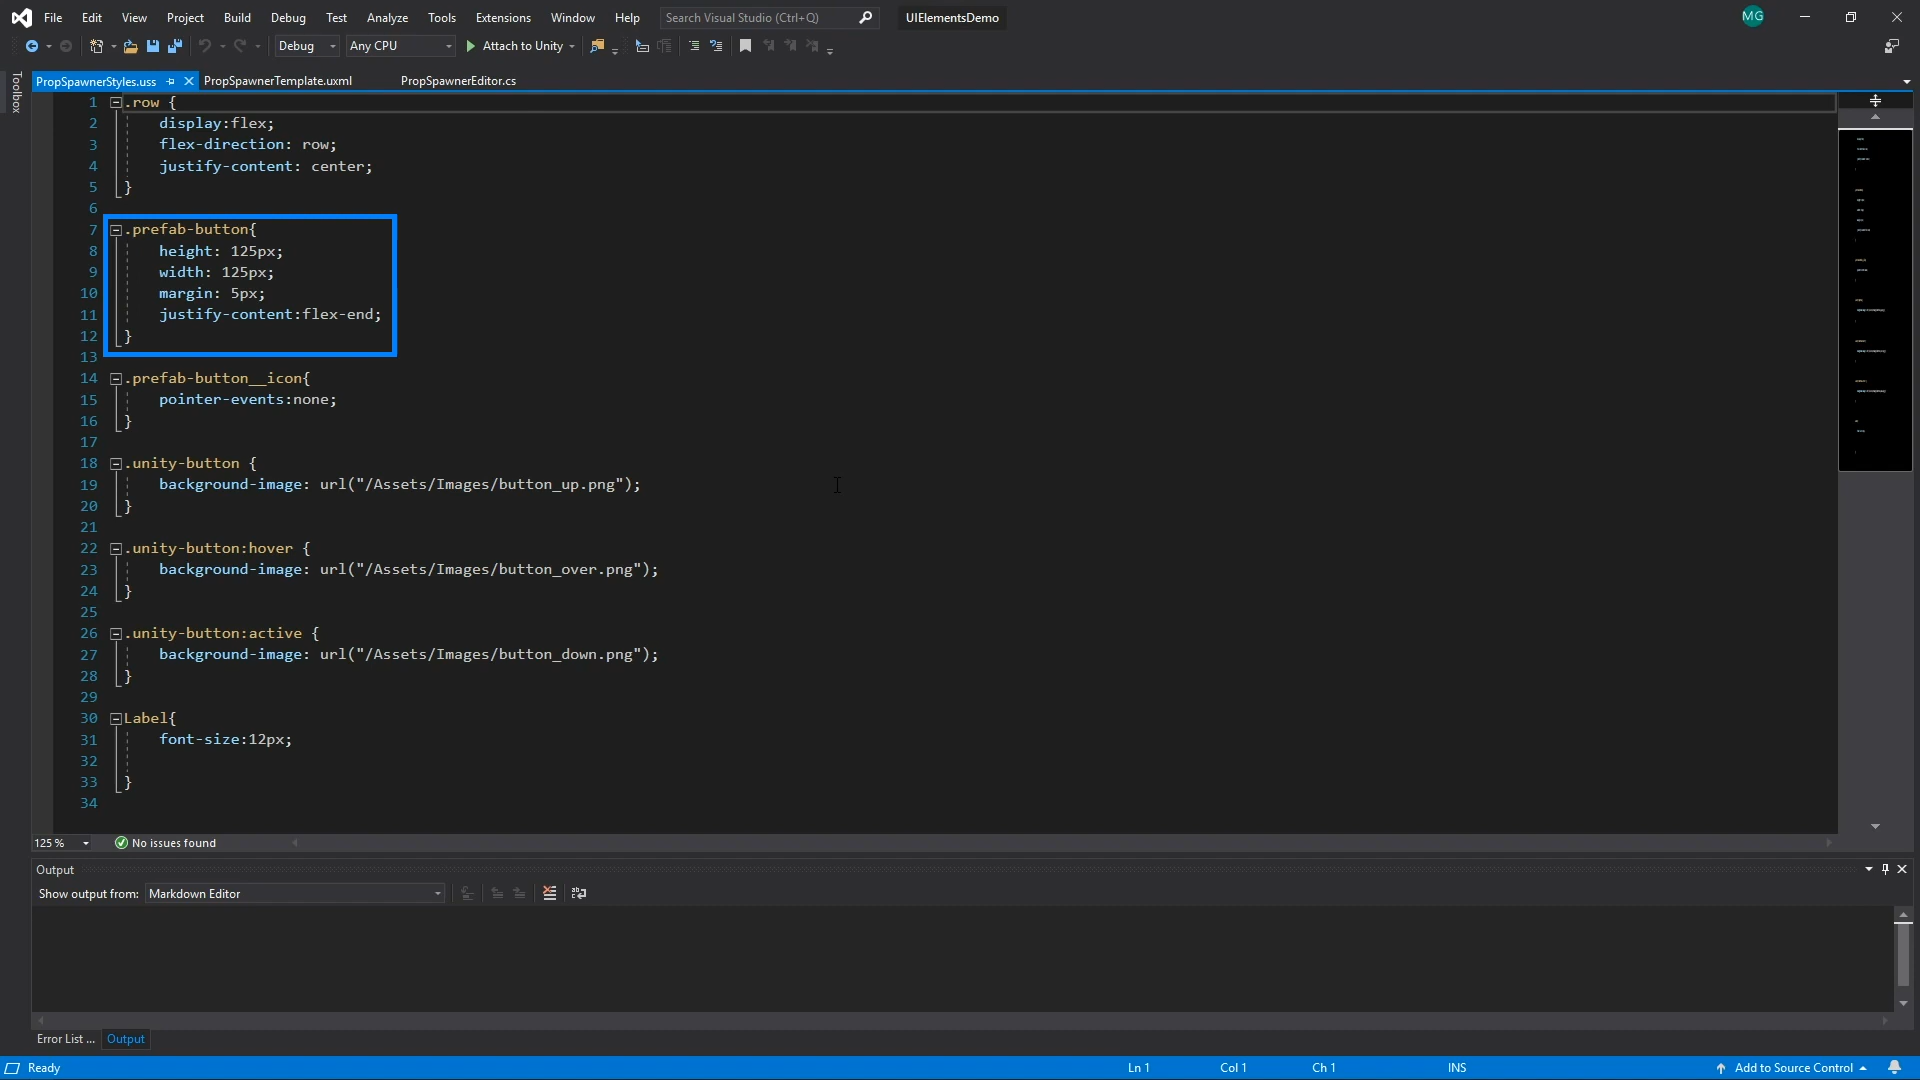 File Edit View Project Build Debug Test Analyze Tools Extensions Window Help Search Visual Studio (Ctrl+Q) UIElementsDemo MG
Debug Any CPU Attach to Unity
Toolbox
PropSpawnerStyles.uss PropSpawnerTemplate.uxml PropSpawnerEditor.cs
1 .row {
2 display:flex;
3 flex-direction: row;
4 justify-content: center;
5 }
6
7 .prefab-button{
8 height: 125px;
9 width: 125px;
10 margin: 5px;
11 justify-content:flex-end;
12 }
13
14 .prefab-button__icon{
15 pointer-events:none;
16 }
17
18 .unity-button {
19 background-image: url("/Assets/Images/button_up.png");
20 }
21
22 .unity-button:hover {
23 background-image: url("/Assets/Images/button_over.png");
24 }
25
26 .unity-button:active {
27 background-image: url("/Assets/Images/button_down.png");
28 }
29
30 Label{
31 font-size:12px;
32
33 }
34
125 % No issues found
Output
Show output from: Markdown Editor
Error List ... Output
Ready Ln 1 Col 1 Ch 1 INS Add to Source Control